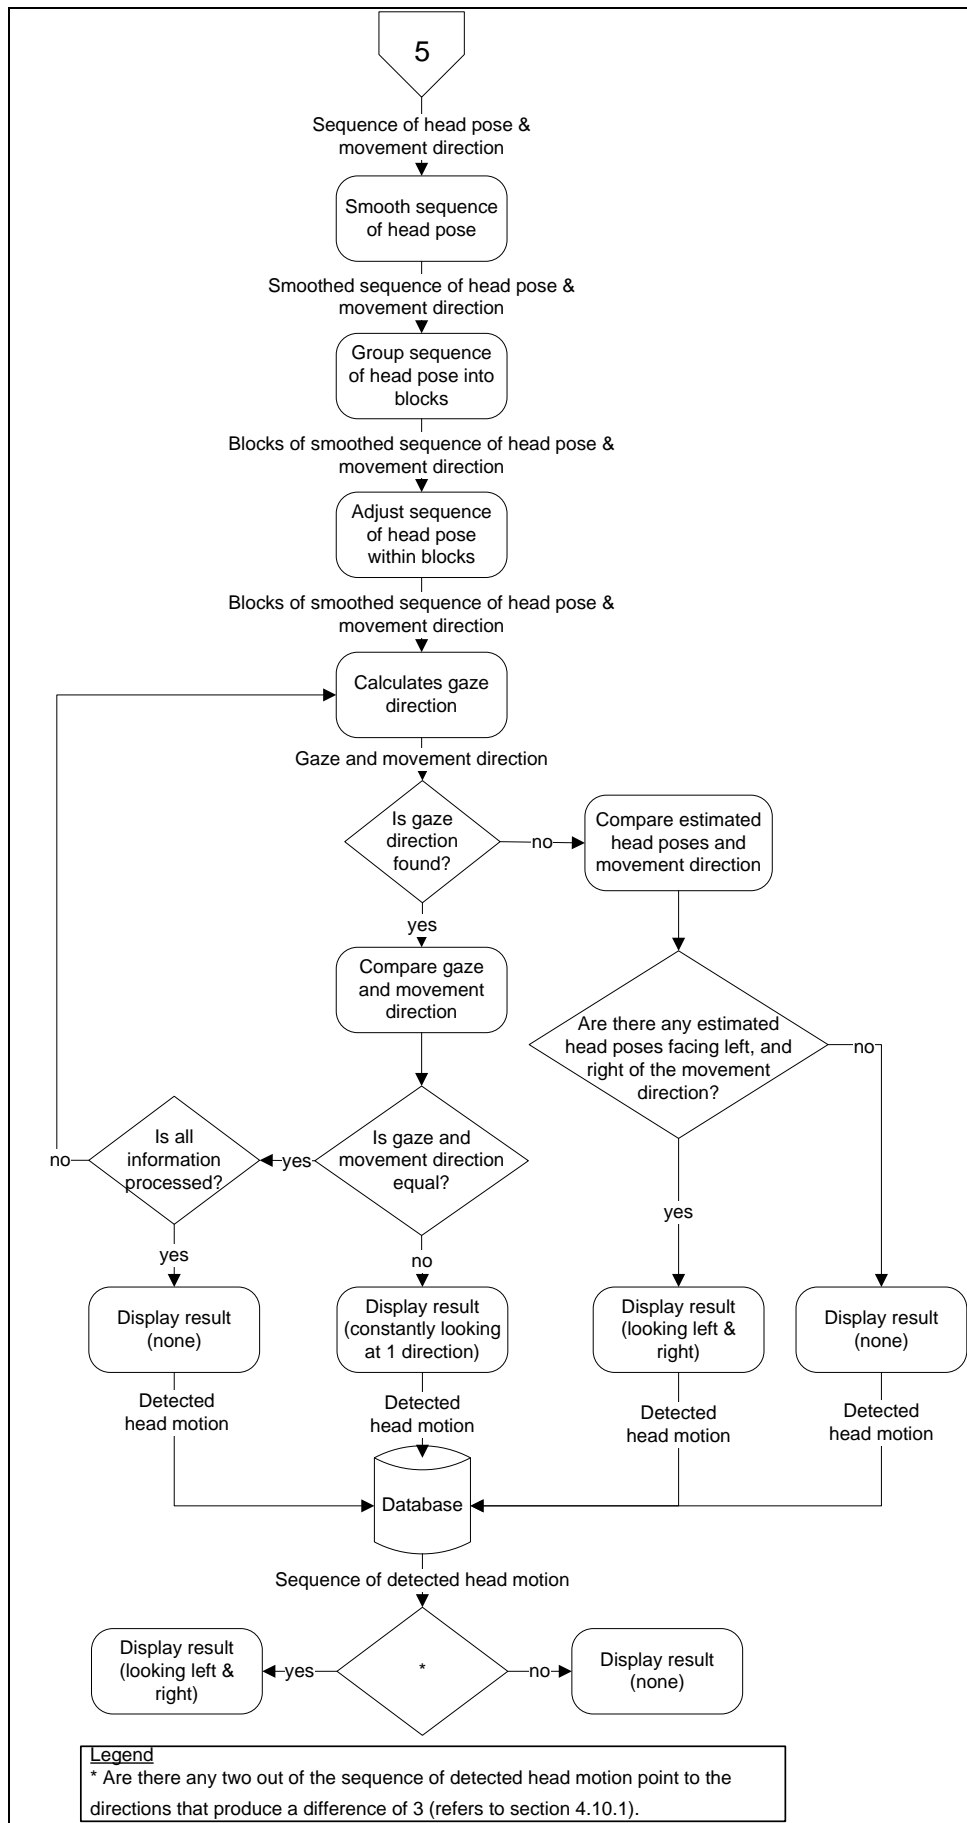 5
Sequence of head pose &
movement direction
Smooth sequence
of head pose
Smoothed sequence of head pose &
movement direction
Group sequence
of head pose into
blocks
Blocks of smoothed sequence of head pose &
movement direction
Adjust sequence
of head pose
within blocks
Blocks of smoothed sequence of head pose &
movement direction
Calculates gaze
direction
Gaze and movement direction
Is gaze
direction
found?
no
Compare estimated
head poses and
movement direction
yes
Compare gaze
and movement
direction
Are there any estimated
head poses facing left, and
right of the movement
direction?
no
Is all
information
processed?
no
yes
Is gaze and
movement direction
equal?
yes
no
yes
Display result
(none)
Display result
(constantly looking
at 1 direction)
Display result
(looking left &
right)
Display result
(none)
Detected
head motion
Detected
head motion
Detected
head motion
Detected
head motion
Database
Sequence of detected head motion
Display result
(looking left &
right)
yes
*
no
Display result
(none)
Legend
* Are there any two out of the sequence of detected head motion point to the
directions that produce a difference of 3 (refers to section 4.10.1).